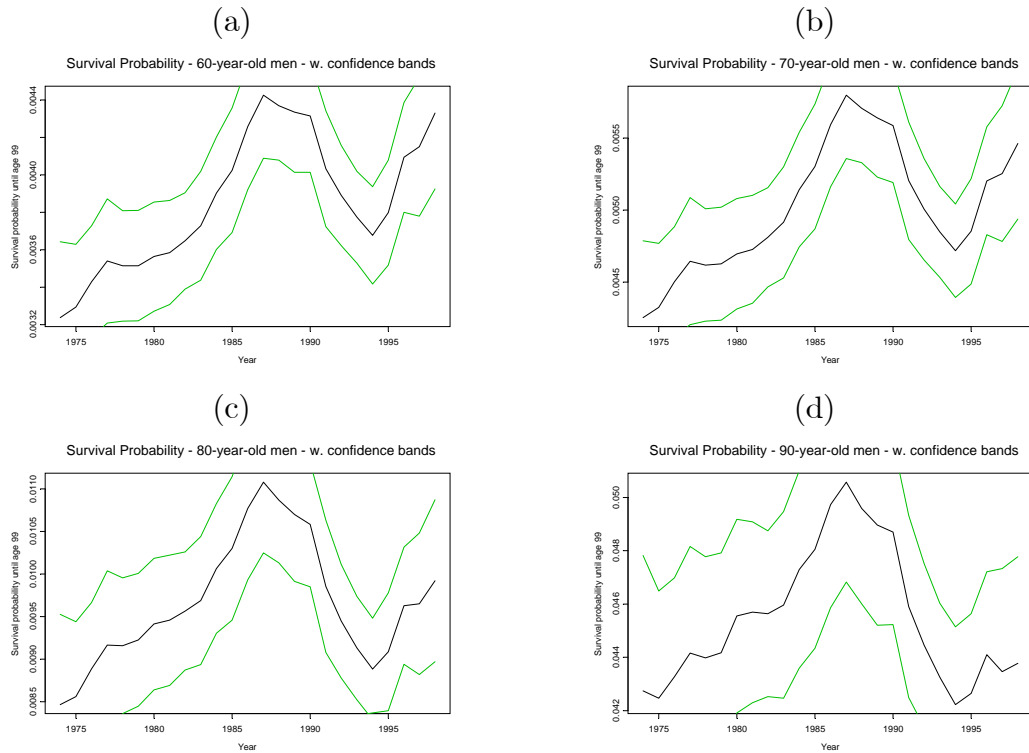 (a)
Survival Probability - 60-year-old men - w. confidence bands
Survival probability until age 99
0.0044
0.0040
0.0036
0.0032
1975 1980 1985 1990 1995
Year
(b)
Survival Probability - 70-year-old men - w. confidence bands
Survival probability until age 99
0.0055
0.0050
0.0045
1975 1980 1985 1990 1995
Year
(c)
Survival Probability - 80-year-old men - w. confidence bands
Survival probability until age 99
0.0110
0.0105
0.0100
0.0095
0.0090
0.0085
1975 1980 1985 1990 1995
Year
(d)
Survival Probability - 90-year-old men - w. confidence bands
Survival probability until age 99
0.050
0.048
0.046
0.044
0.042
1975 1980 1985 1990 1995
Year